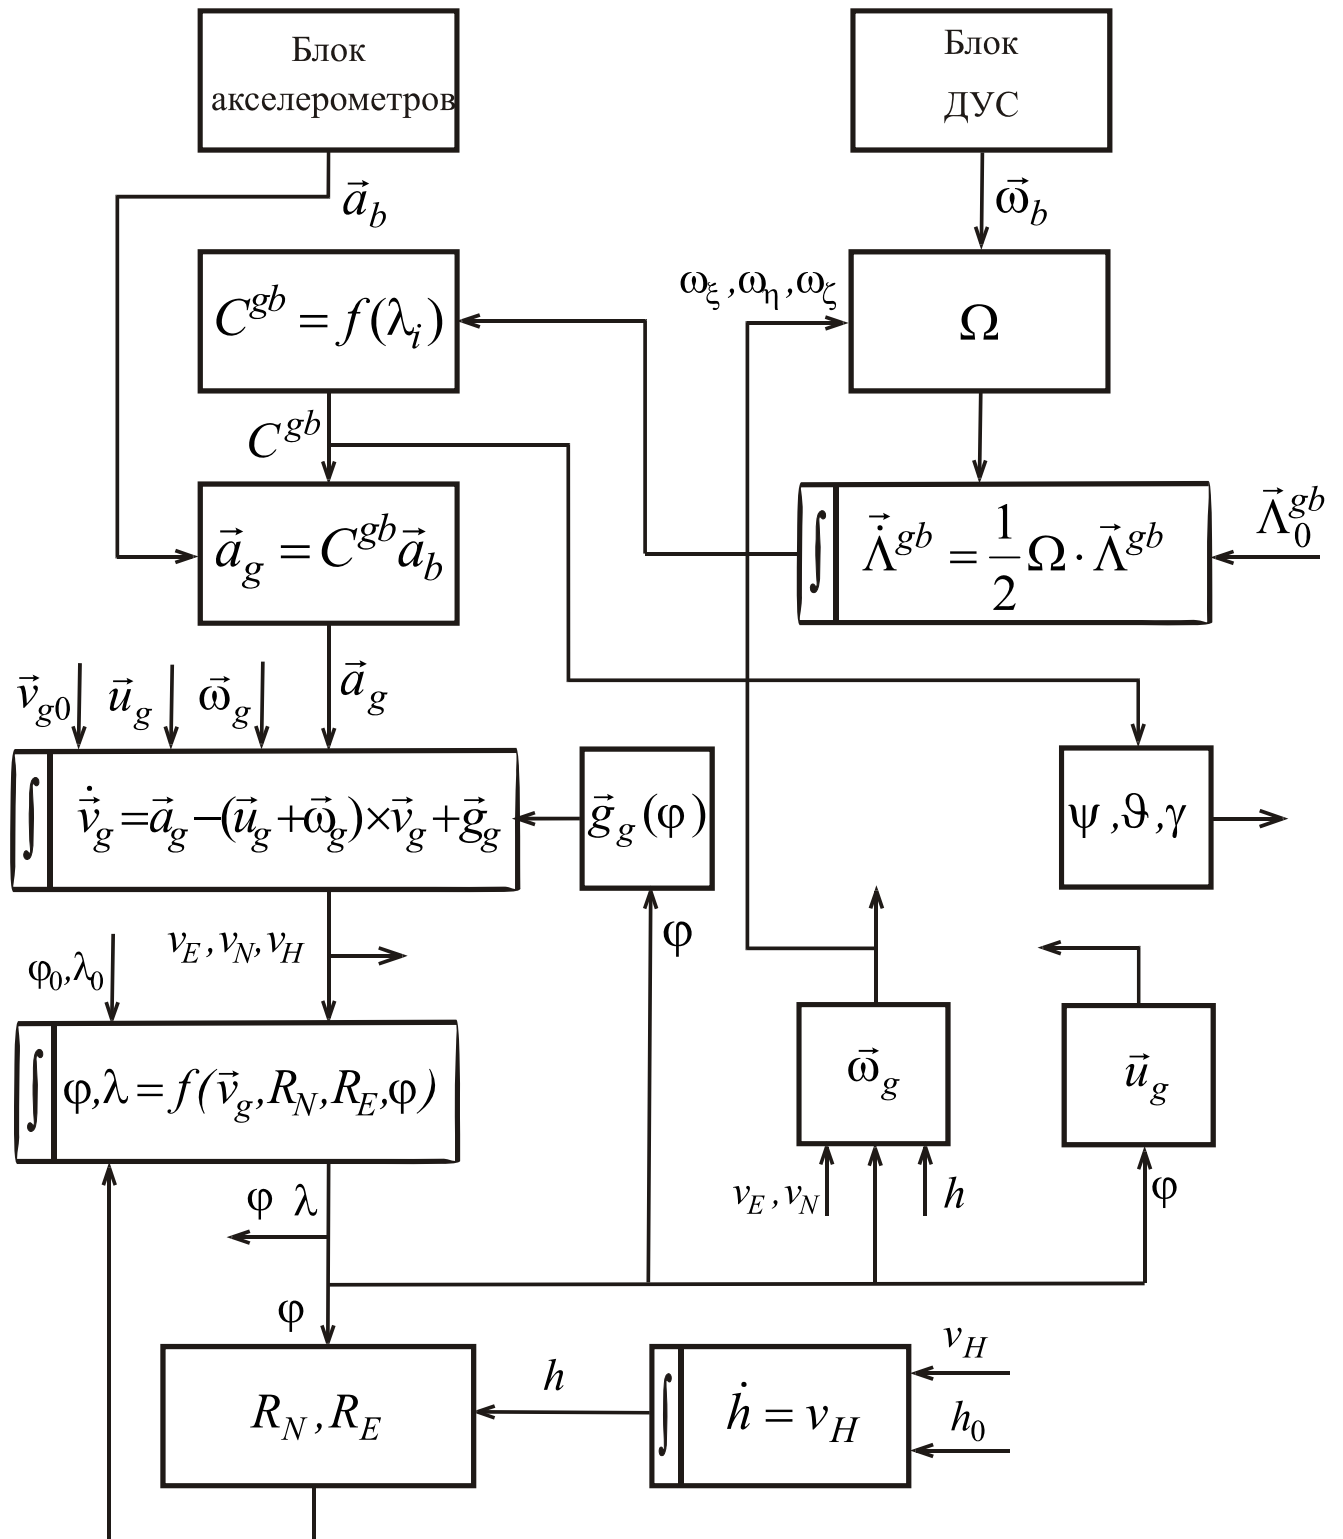 Блок
акселерометров
Блок
ДУС
a⃗_b
ω⃗_b
C^{gb} = f(λ_i)
ω_ξ, ω_η, ω_ζ
Ω
C^{gb}
a⃗_g = C^{gb} a⃗_b
∫ Λ⃗̇^{gb} = \frac{1}{2} Ω · Λ⃗^{gb}
Λ⃗_0^{gb}
v⃗_{g0}
u⃗_g
ω⃗_g
a⃗_g
∫ v⃗̇_g = a⃗_g − (u⃗_g + ω⃗_g) × v⃗_g + g⃗_g
g⃗_g(φ)
ψ, ϑ, γ
v_E, v_N, v_H
φ
φ_0, λ_0
∫ φ, λ = f(v⃗_g, R_N, R_E, φ)
ω⃗_g
u⃗_g
φ λ
v_E, v_N
h
φ
φ
R_N, R_E
h
∫ ḣ = v_H
v_H
h_0